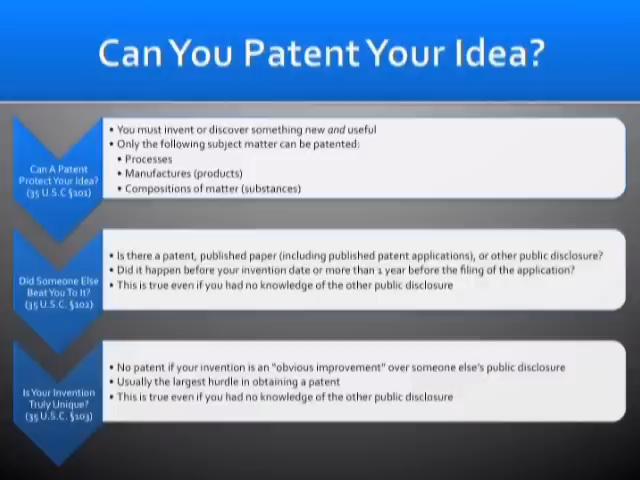 Can You Patent Your Idea?
Can A Patent
Protect Your Idea?
(35 U.S.C §101)
• You must invent or discover something new and useful
• Only the following subject matter can be patented:
• Processes
• Manufactures (products)
• Compositions of matter (substances)
Did Someone Else
Beat You To It?
(35 U.S.C. §102)
• Is there a patent, published paper (including published patent applications), or other public disclosure?
• Did it happen before your invention date or more than 1 year before the filing of the application?
• This is true even if you had no knowledge of the other public disclosure
Is Your Invention
Truly Unique?
(35 U.S.C. §103)
• No patent if your invention is an "obvious improvement" over someone else's public disclosure
• Usually the largest hurdle in obtaining a patent
• This is true even if you had no knowledge of the other public disclosure